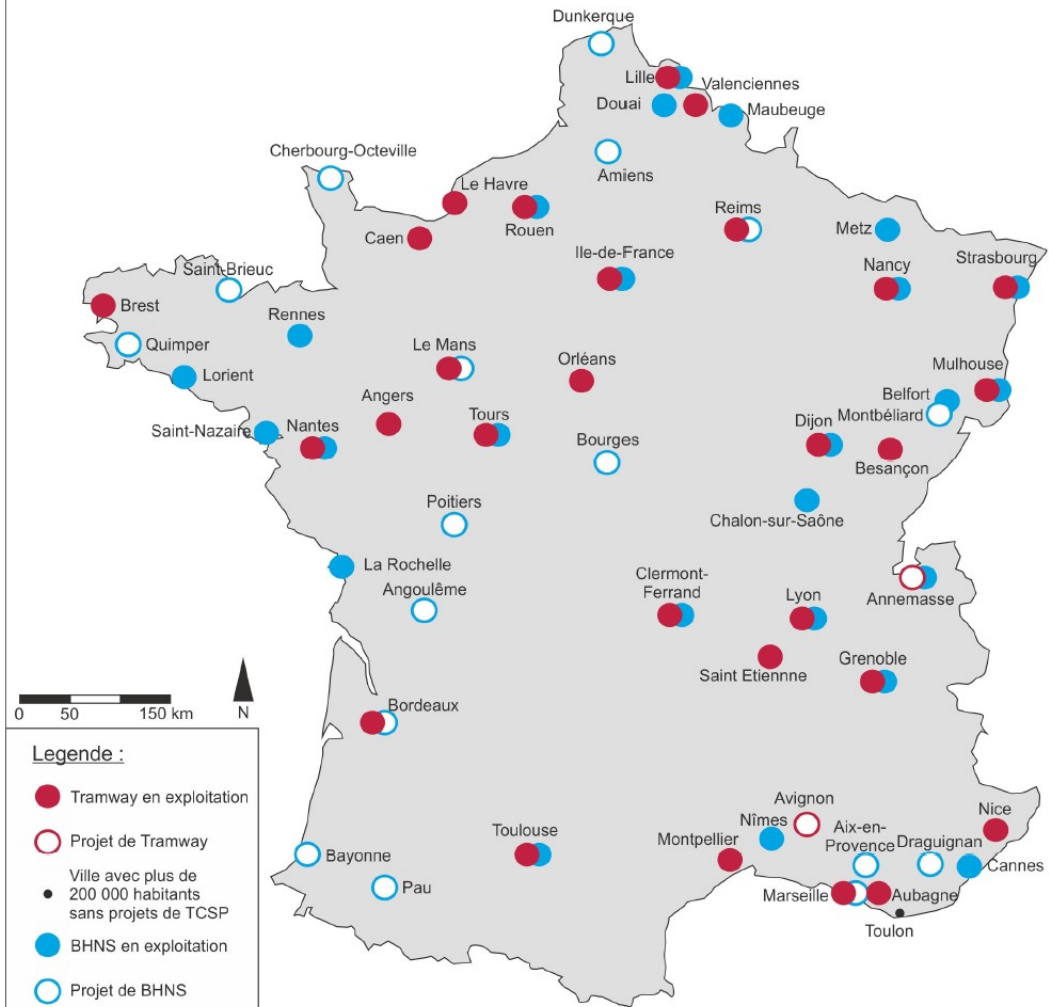 Dunkerque
Lille
Valenciennes
Douai
Maubeuge
Cherbourg-Octeville
Amiens
Le Havre
Rouen
Reims
Metz
Caen
Ile-de-France
Nancy
Strasbourg
Saint-Brieuc
Brest
Rennes
Quimper
Le Mans
Orléans
Mulhouse
Lorient
Belfort
Angers
Montbéliard
Saint-Nazaire
Nantes
Tours
Dijon
Bourges
Besançon
Poitiers
Chalon-sur-Saône
La Rochelle
Angoulême
Clermont-
Ferrand
Lyon
Annemasse
Saint Etiennne
Grenoble
0 50 150 km
N
Bordeaux
Legende :
Tramway en exploitation
Projet de Tramway
Ville avec plus de
200 000 habitants
sans projets de TCSP
BHNS en exploitation
Projet de BHNS
Avignon
Nice
Nîmes
Aix-en-
Provence
Draguignan
Toulouse
Montpellier
Bayonne
Cannes
Pau
Marseille
Aubagne
Toulon